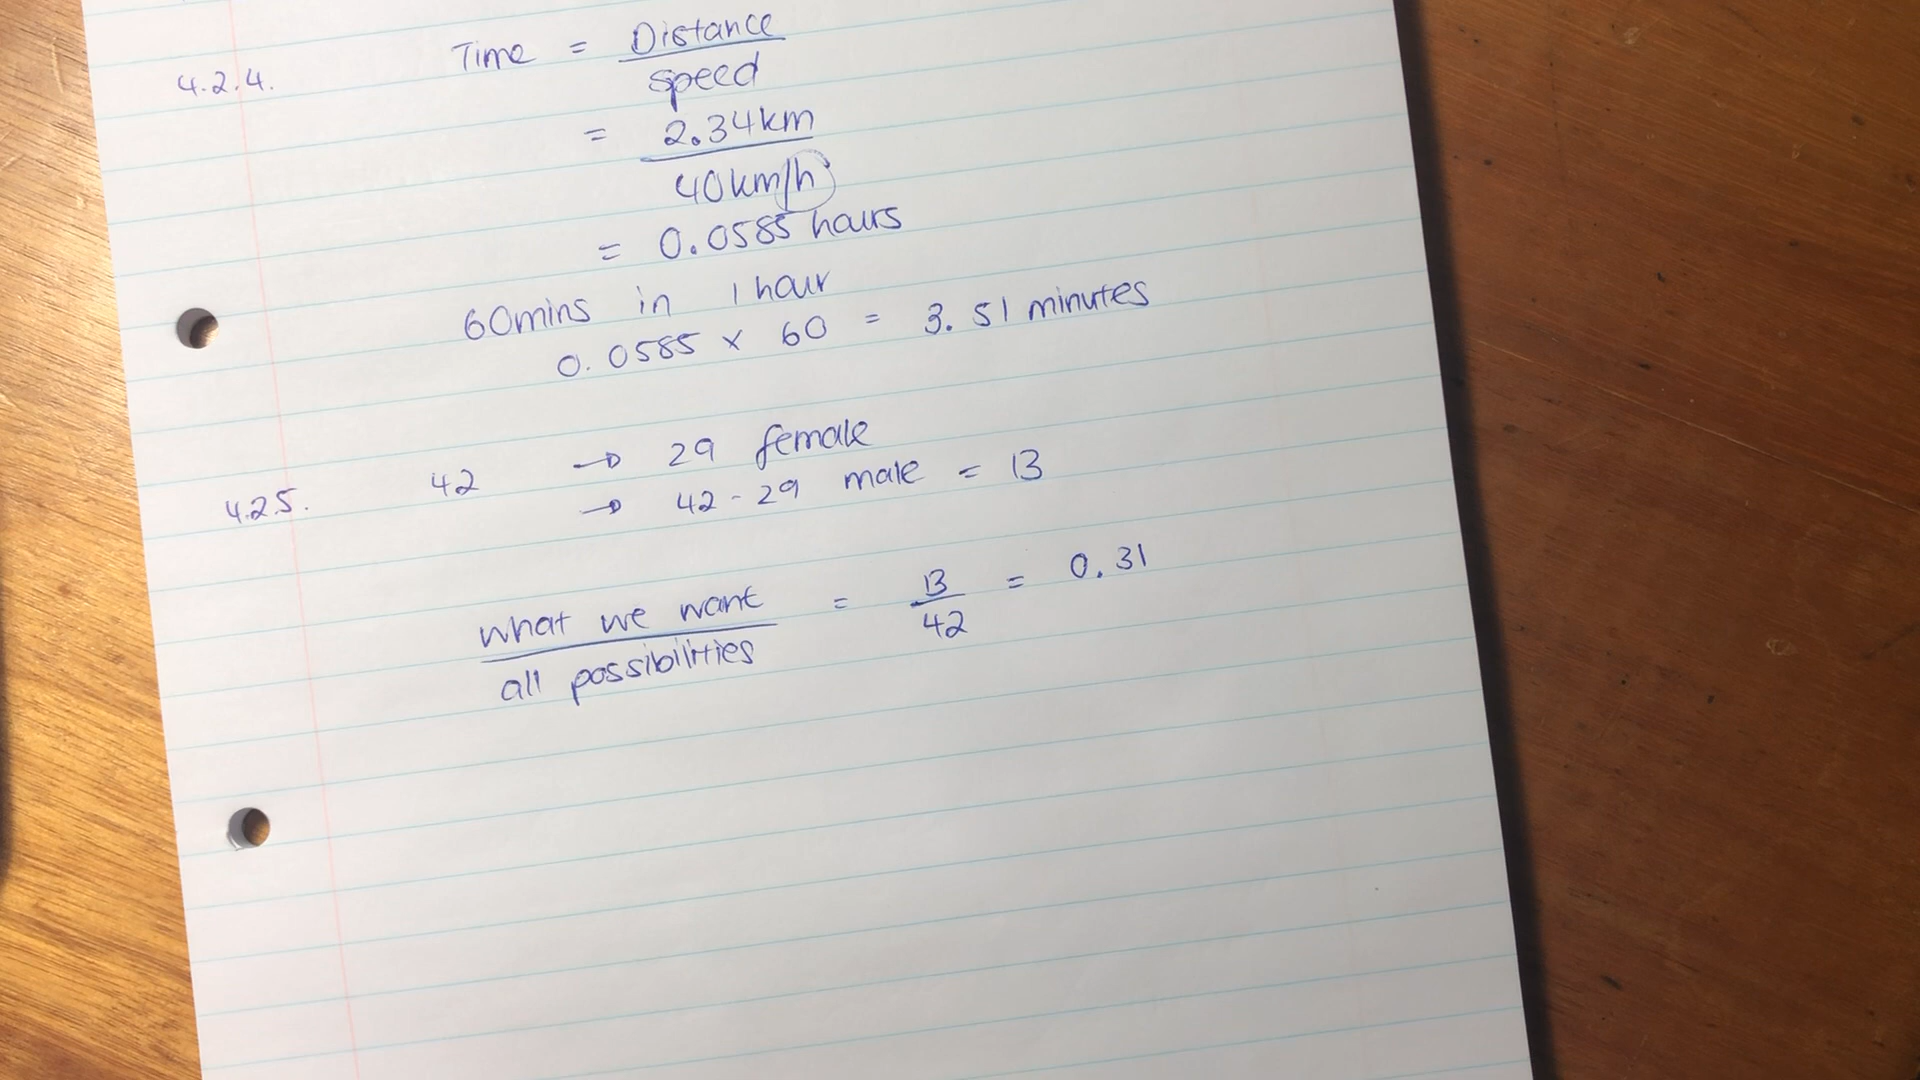 4.2.4. Time = Distance
speed
= 2.34km
40km/h
= 0.0585 hours
60mins in 1 hour
0.0585 x 60 = 3.51 minutes
4.2.5. 42 → 29 female
→ 42 - 29 male = 13
what we want = 13 = 0.31
all possibilities 42